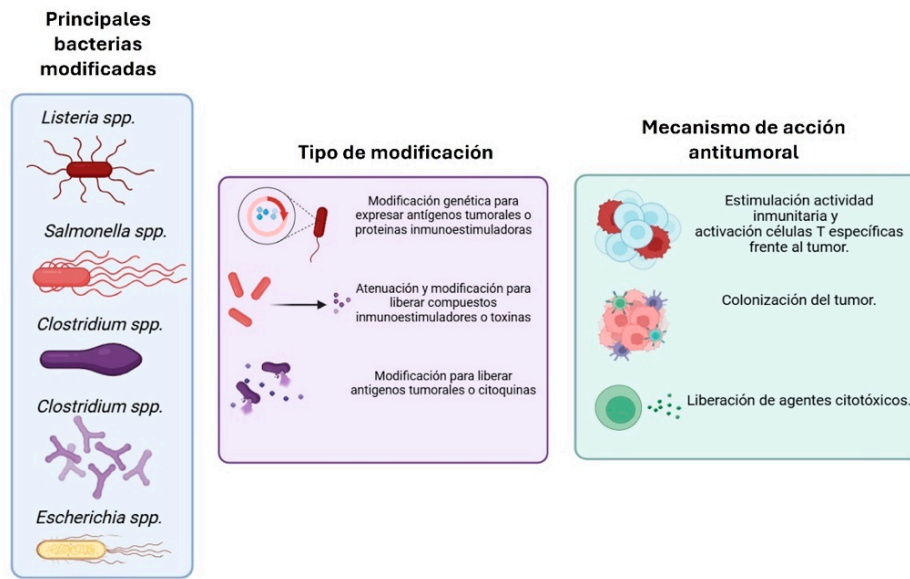 Principales
bacterias
modificadas
Listeria spp.
Salmonella spp.
Clostridium spp.
Clostridium spp.
Escherichia spp.
Tipo de modificación
Modificación genética para
expresar antígenos tumorales o
proteinas inmunoestimuladoras
Atenuación y modificación para
liberar compuestos
inmunoestimuladores o toxinas
Modificación para liberar
antígenos tumorales o citoquinas
Mecanismo de acción
antitumoral
Estimulación actividad
inmunitaria y
activación células T específicas
frente al tumor.
Colonización del tumor.
Liberación de agentes citotóxicos.